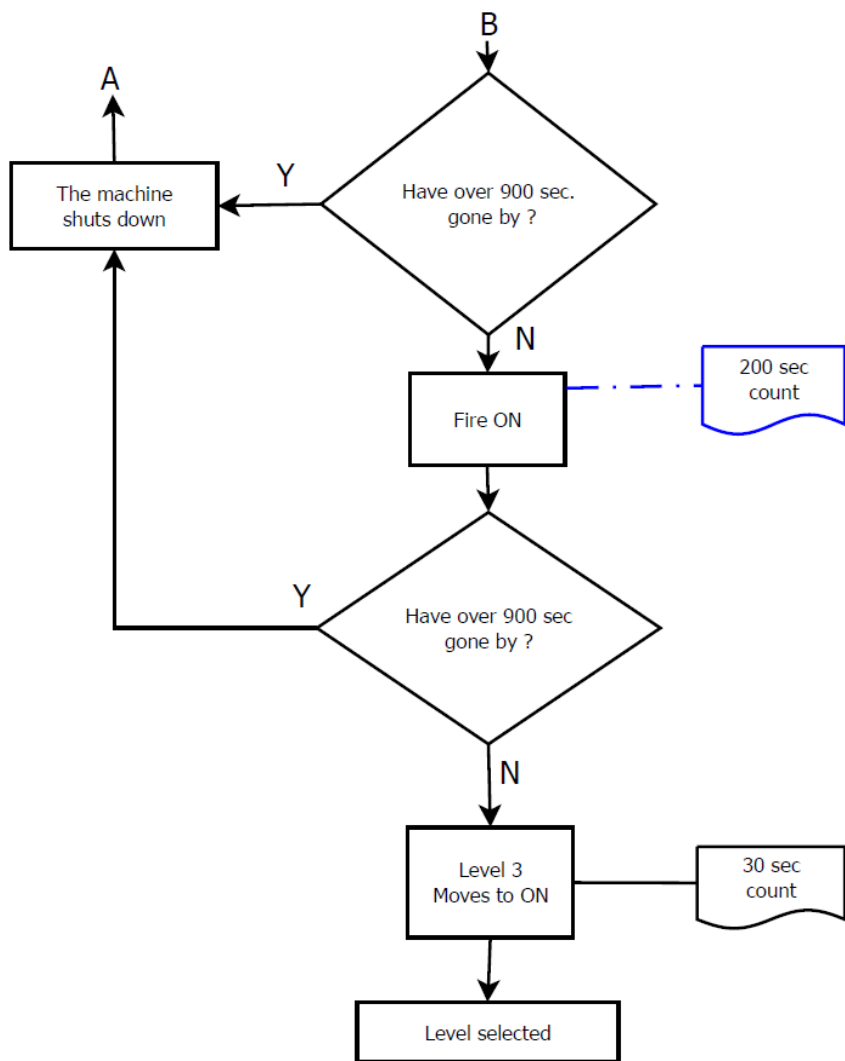 B
A
Y
The machine
shuts down
Have over 900 sec.
gone by ?
N
200 sec
count
Fire ON
Y
Have over 900 sec
gone by ?
N
Level 3
Moves to ON
30 sec
count
Level selected